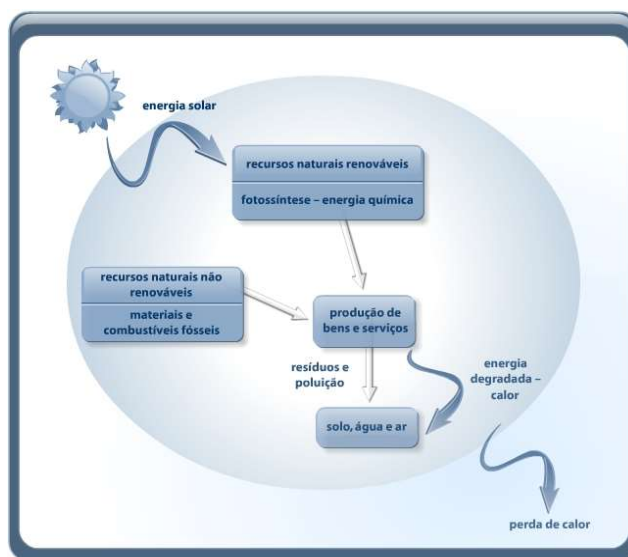 energia solar
recursos naturais renováveis
fotossíntese – energia química
recursos naturais não
renováveis
materiais e
combustíveis fósseis
produção de
bens e serviços
resíduos e
poluição
energia
degradada –
calor
solo, água e ar
perda de calor